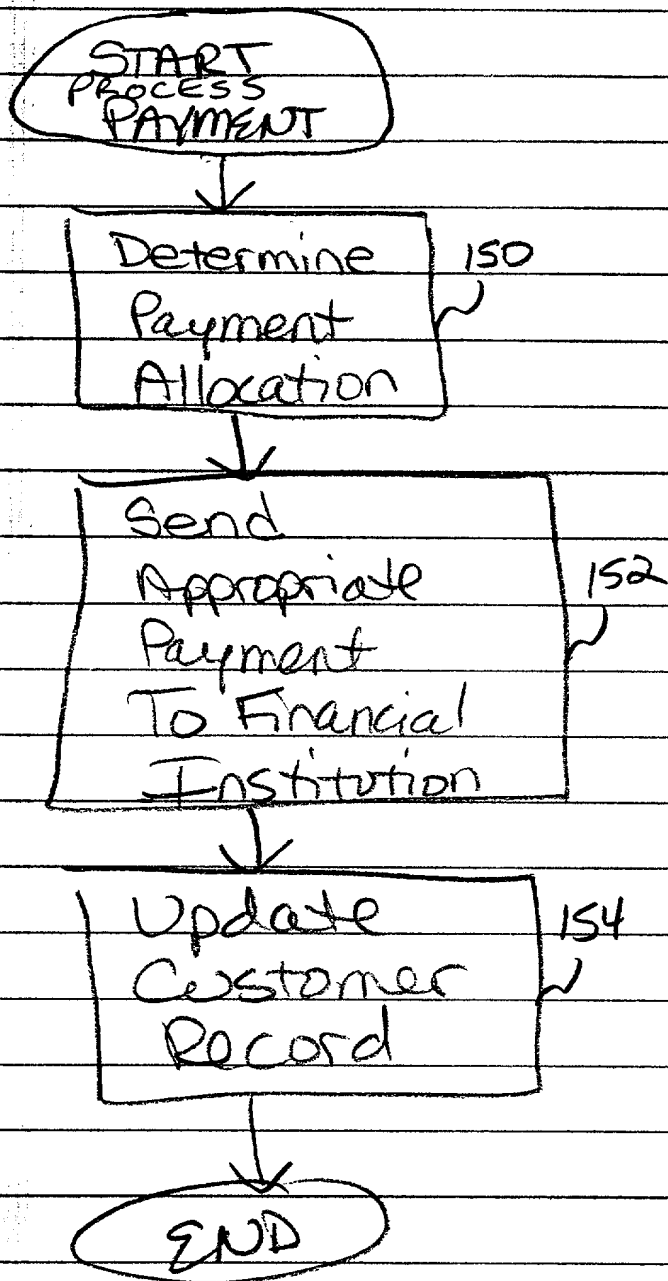 START
PROCESS
PAYMENT
Determine
Payment
Allocation
150
Send
Appropriate
Payment
To Financial
Institution
152
Update
Customer
Record
154
END